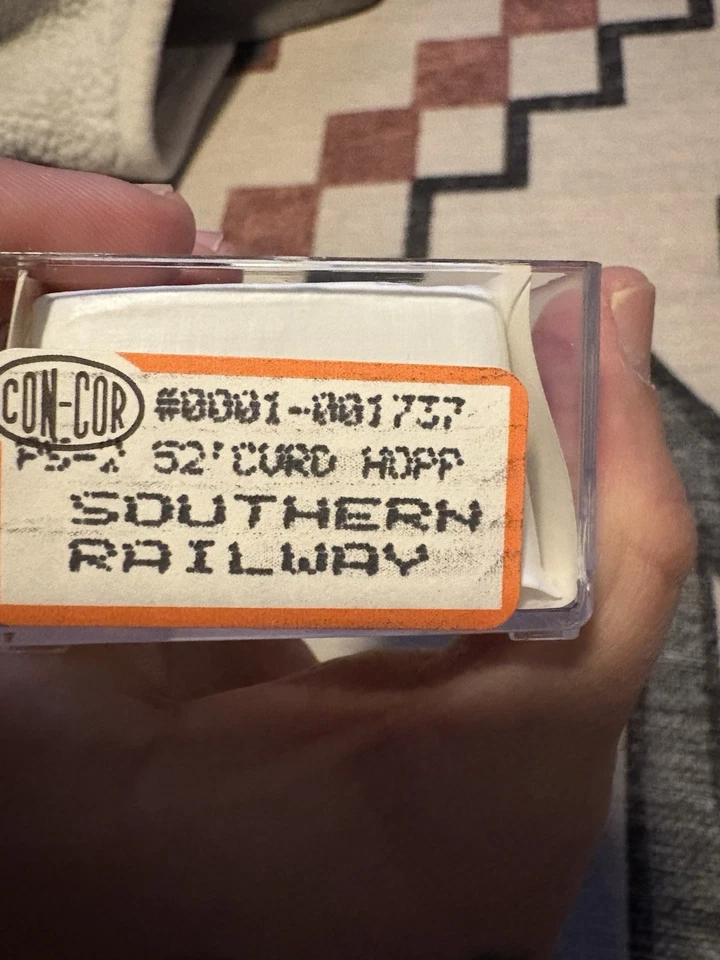 CON-COR
#0001-001737
52'CVRD HOPP
SOUTHERN
RAILWAY